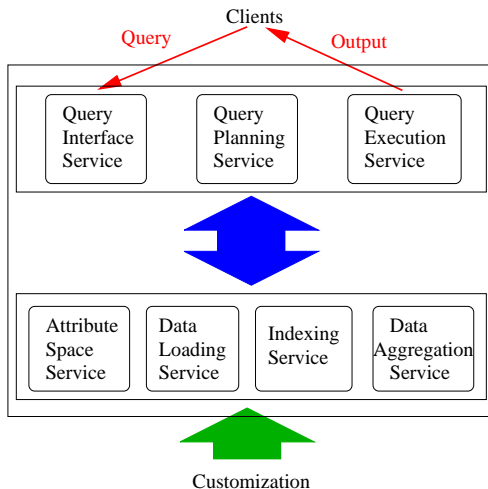 Clients
Query
Output
Query
Interface
Service
Query
Planning
Service
Query
Execution
Service
Attribute
Space
Service
Data
Loading
Service
Indexing
Service
Data
Aggregation
Service
Customization